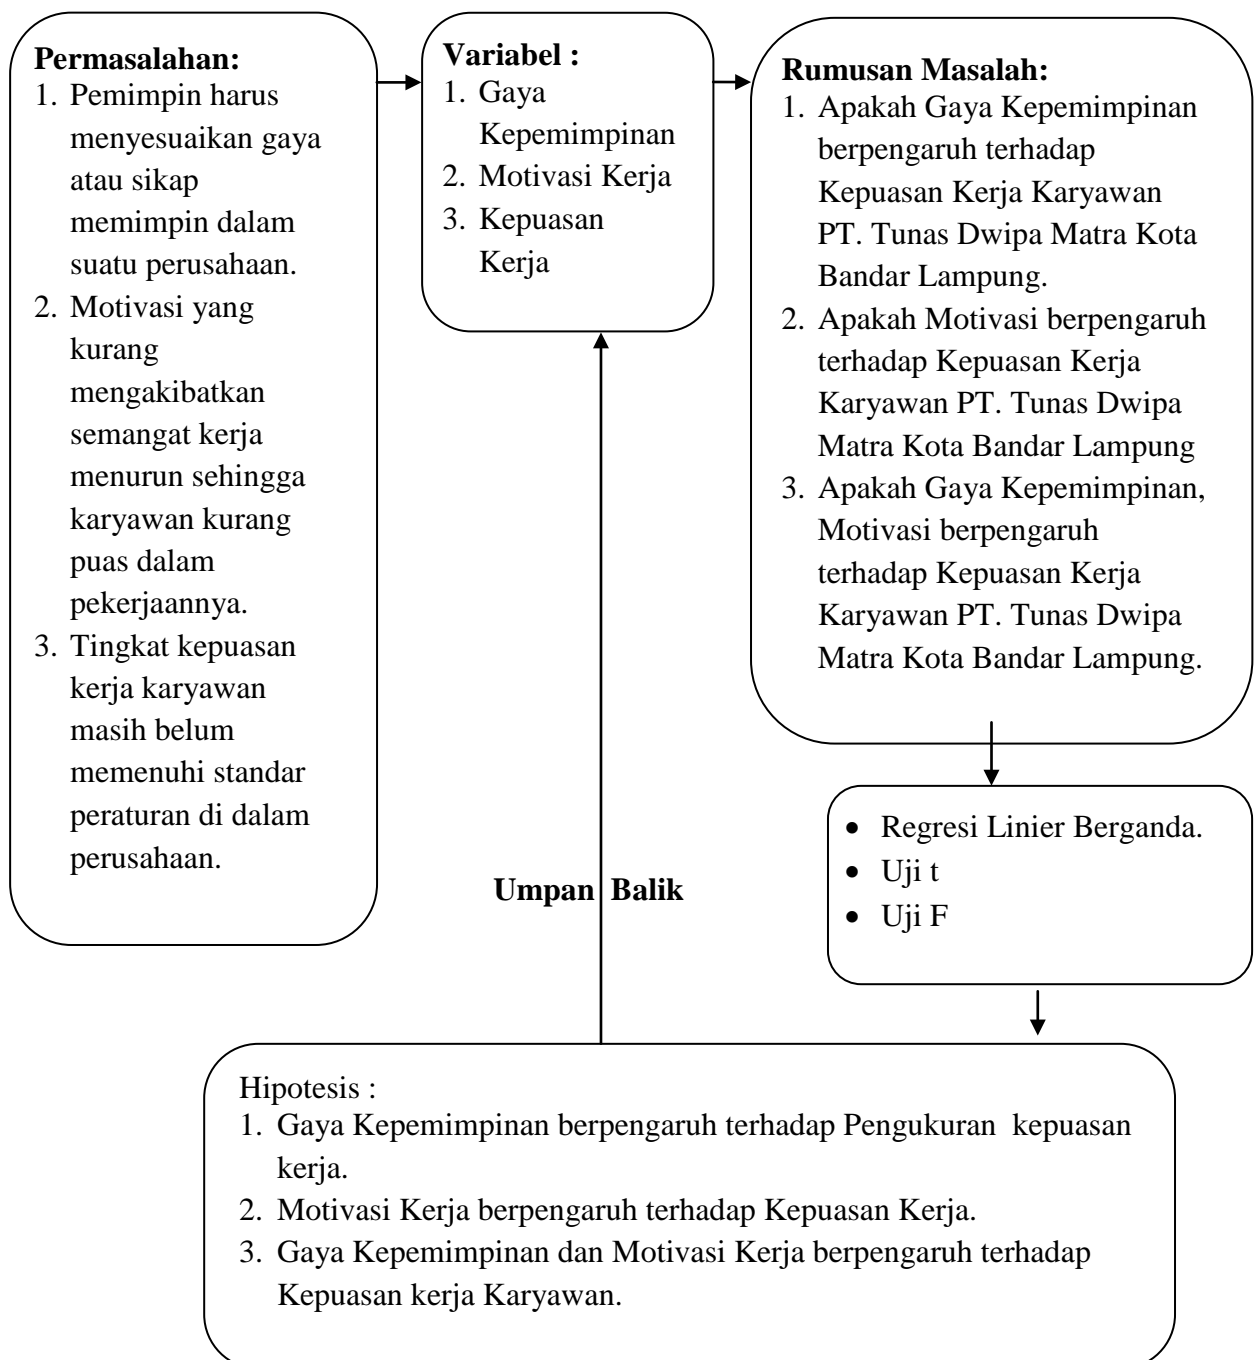 Permasalahan:
1. Pemimpin harus
menyesuaikan gaya
atau sikap
memimpin dalam
suatu perusahaan.
2. Motivasi yang
kurang
mengakibatkan
semangat kerja
menurun sehingga
karyawan kurang
puas dalam
pekerjaannya.
3. Tingkat kepuasan
kerja karyawan
masih belum
memenuhi standar
peraturan di dalam
perusahaan.
Variabel :
1. Gaya
Kepemimpinan
2. Motivasi Kerja
3. Kepuasan
Kerja
Rumusan Masalah:
1. Apakah Gaya Kepemimpinan
berpengaruh terhadap
Kepuasan Kerja Karyawan
PT. Tunas Dwipa Matra Kota
Bandar Lampung.
2. Apakah Motivasi berpengaruh
terhadap Kepuasan Kerja
Karyawan PT. Tunas Dwipa
Matra Kota Bandar Lampung
3. Apakah Gaya Kepemimpinan,
Motivasi berpengaruh
terhadap Kepuasan Kerja
Karyawan PT. Tunas Dwipa
Matra Kota Bandar Lampung.
• Regresi Linier Berganda.
• Uji t
• Uji F
Umpan Balik
Hipotesis :
1. Gaya Kepemimpinan berpengaruh terhadap Pengukuran kepuasan
kerja.
2. Motivasi Kerja berpengaruh terhadap Kepuasan Kerja.
3. Gaya Kepemimpinan dan Motivasi Kerja berpengaruh terhadap
Kepuasan kerja Karyawan.